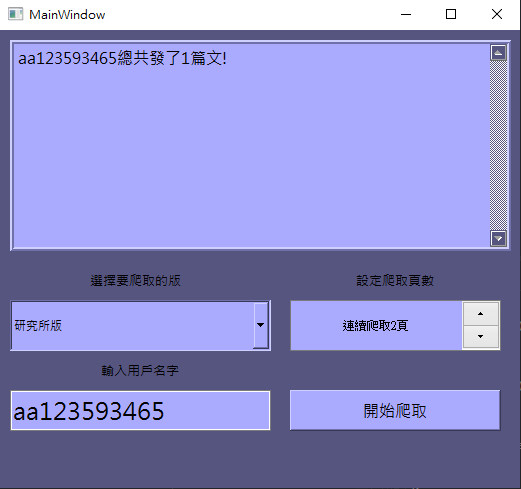 MainWindow
aa123593465總共發了1篇文!
選擇要爬取的版
設定爬取頁數
研究所版
連續爬取2頁
輸入用戶名字
aa123593465
開始爬取